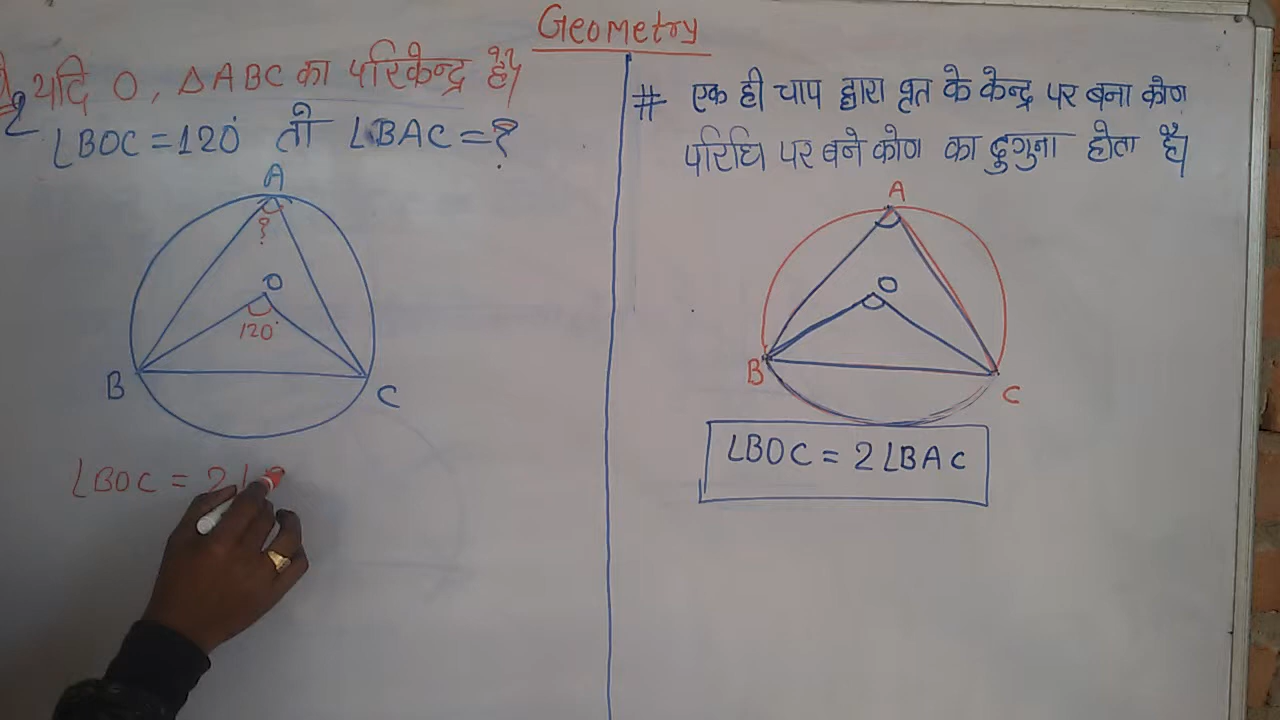 Geometry
यदि O, △ABC का परिकेन्द्र है।
∠BOC = 120° तो ∠BAC = ?
A
?
O
120°
B
C
∠BOC = 2∠
# एक ही चाप द्वारा वृत के केन्द्र पर बना कोण
परिधि पर बने कोण का दुगुना होता है।
A
O
B
C
∠BOC = 2∠BAC